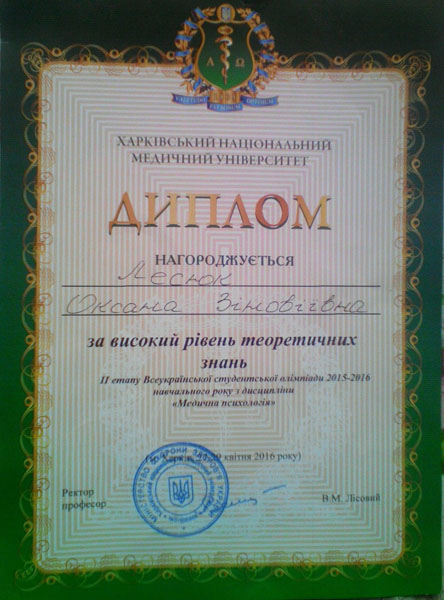 А Ω
ХАРКІВСЬКИЙ НАЦІОНАЛЬНИЙ
МЕДИЧНИЙ УНІВЕРСИТЕТ
ДИПЛОМ
НАГОРОДЖУЄТЬСЯ
Леснюк
Оксана Зіновіївна
за високий рівень теоретичних
знань
ІІ етапу Всеукраїнської студентської олімпіади 2015-2016
навчального року з дисципліни
«Медична психологія»
Харків, квітня 2016 року)
Ректор
професор
В.М. Лісовий